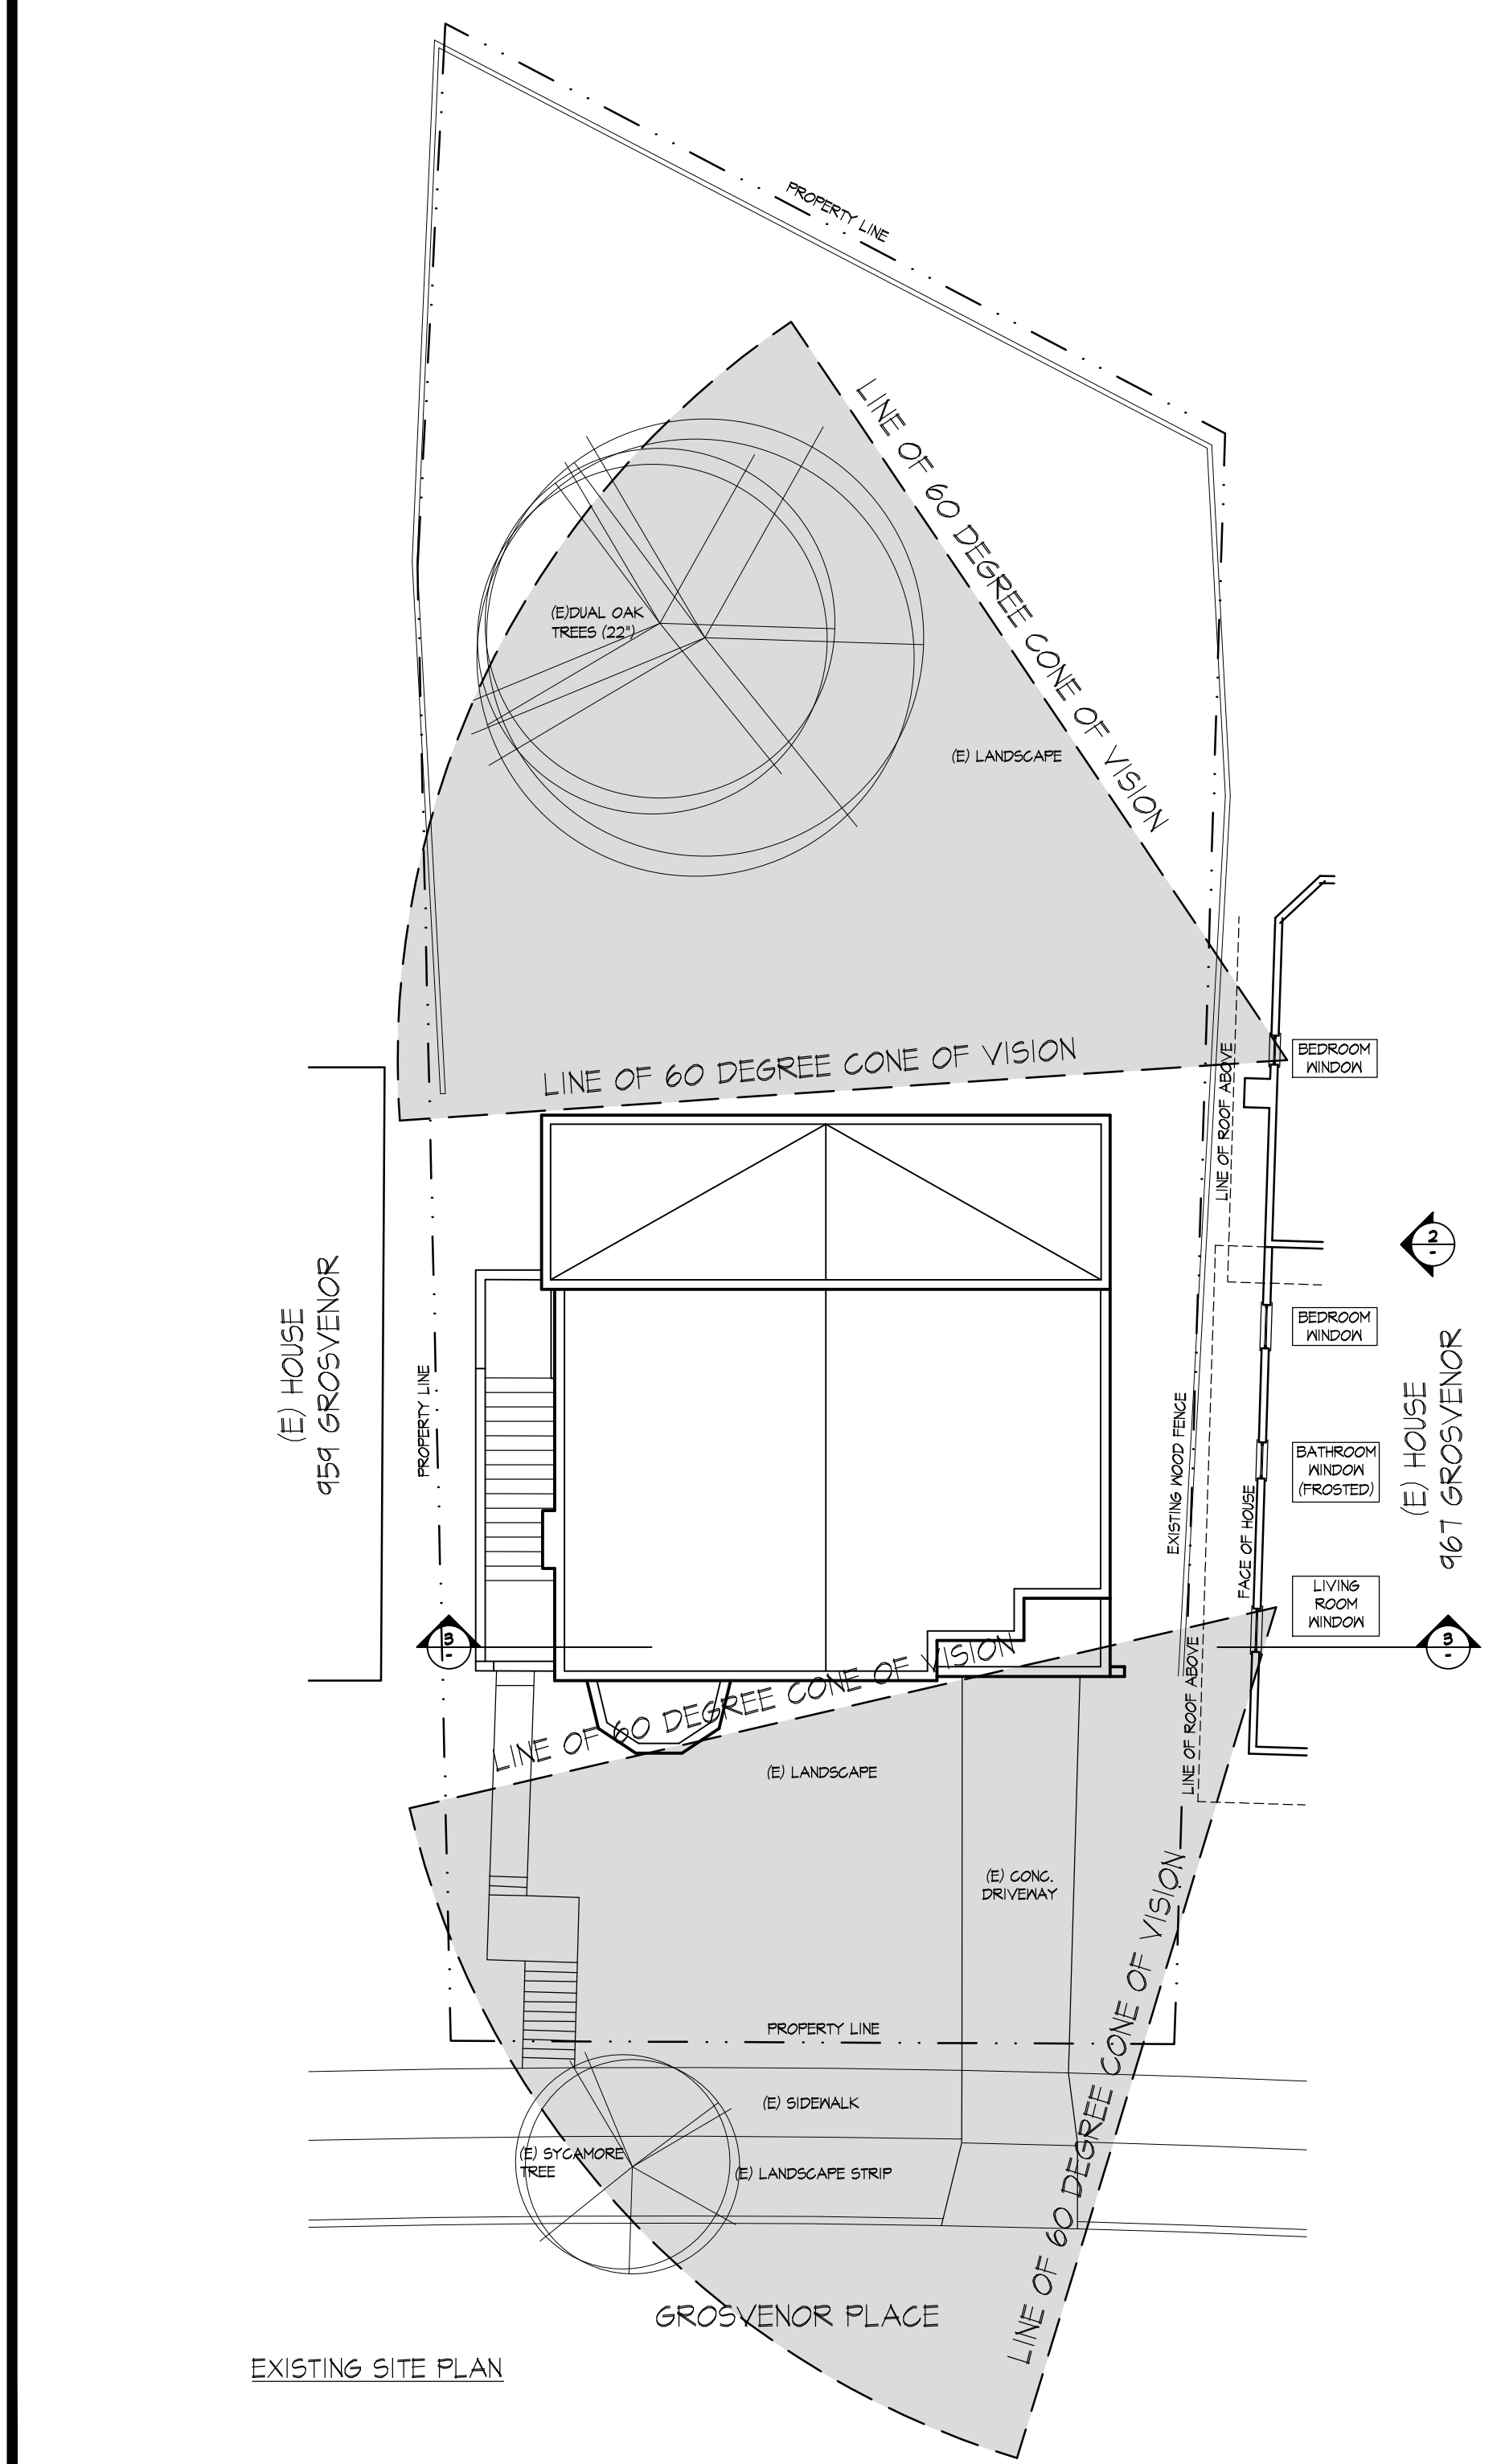 PROPERTY LINE
LINE OF 60 DEGREE CONE OF VISION
(E)DUAL OAK
TREES (22")
(E) LANDSCAPE
LINE OF 60 DEGREE CONE OF VISION
BEDROOM
WINDOW
LINE OF ROOF ABOVE
2
-
(E) HOUSE
959 GROSVENOR
PROPERTY LINE
BEDROOM
WINDOW
EXISTING WOOD FENCE
BATHROOM
WINDOW
(FROSTED)
(E) HOUSE
967 GROSVENOR
FACE OF HOUSE
LIVING
ROOM
WINDOW
3
-
3
-
LINE OF 60 DEGREE CONE OF VISION
LINE OF ROOF ABOVE
(E) LANDSCAPE
(E) CONC.
DRIVEWAY
LINE OF 60 DEGREE CONE OF VISION
PROPERTY LINE
(E) SIDEWALK
(E) SYCAMORE
TREE
(E) LANDSCAPE STRIP
GROSVENOR PLACE
EXISTING SITE PLAN